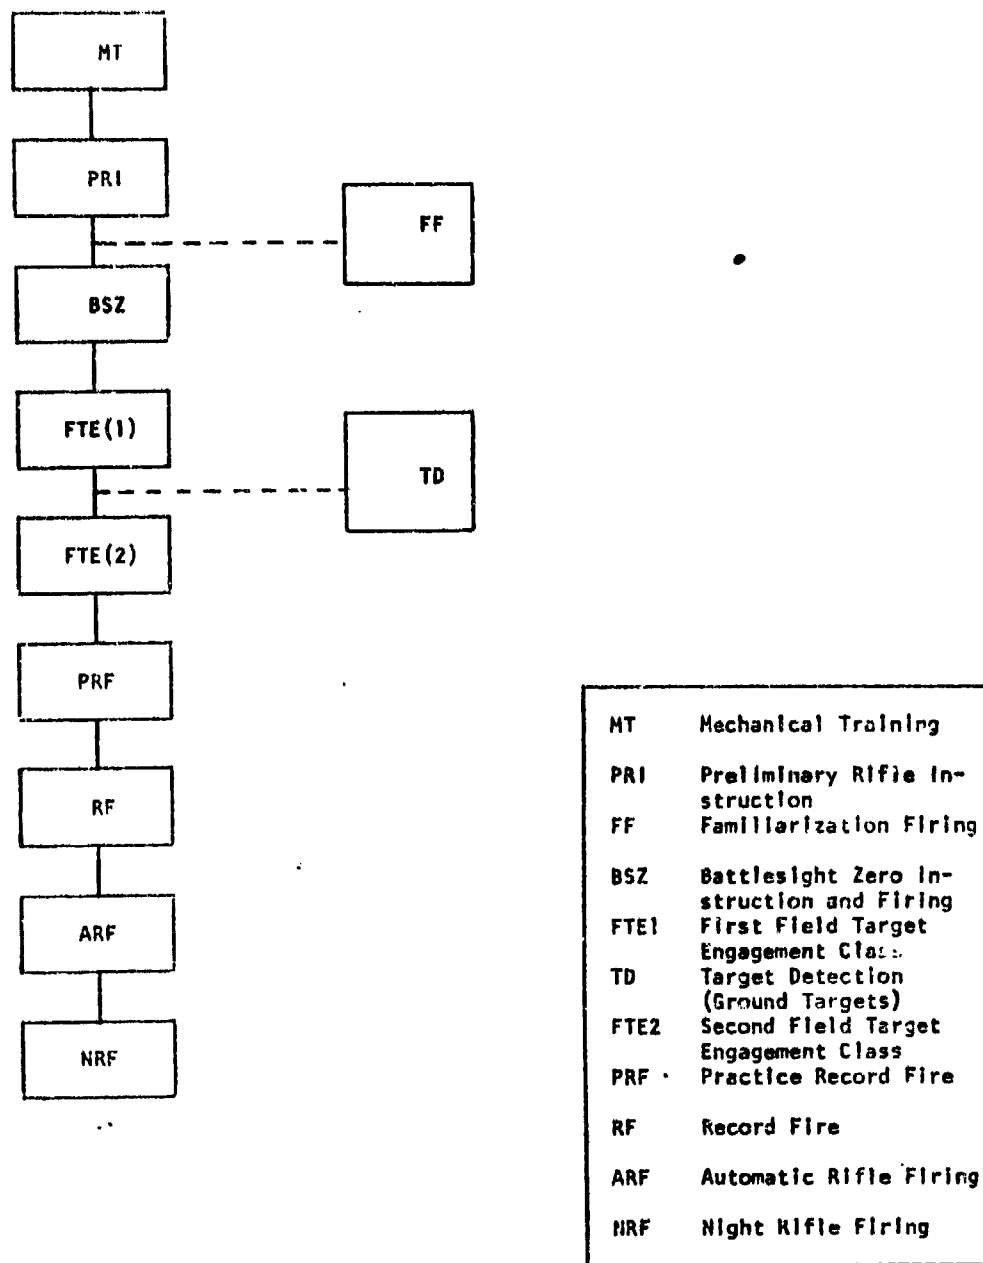 MT
PRI
FF
BSZ
FTE(1)
TD
FTE(2)
PRF
RF
ARF
NRF
MT Mechanical Training
PRI Preliminary Rifle In-
struction
FF Familiarization Firing
BSZ Battlesight Zero In-
struction and Firing
FTE1 First Field Target
Engagement Class
TD Target Detection
(Ground Targets)
FTE2 Second Field Target
Engagement Class
PRF Practice Record Fire
RF Record Fire
ARF Automatic Rifle Firing
NRF Night Rifle Firing